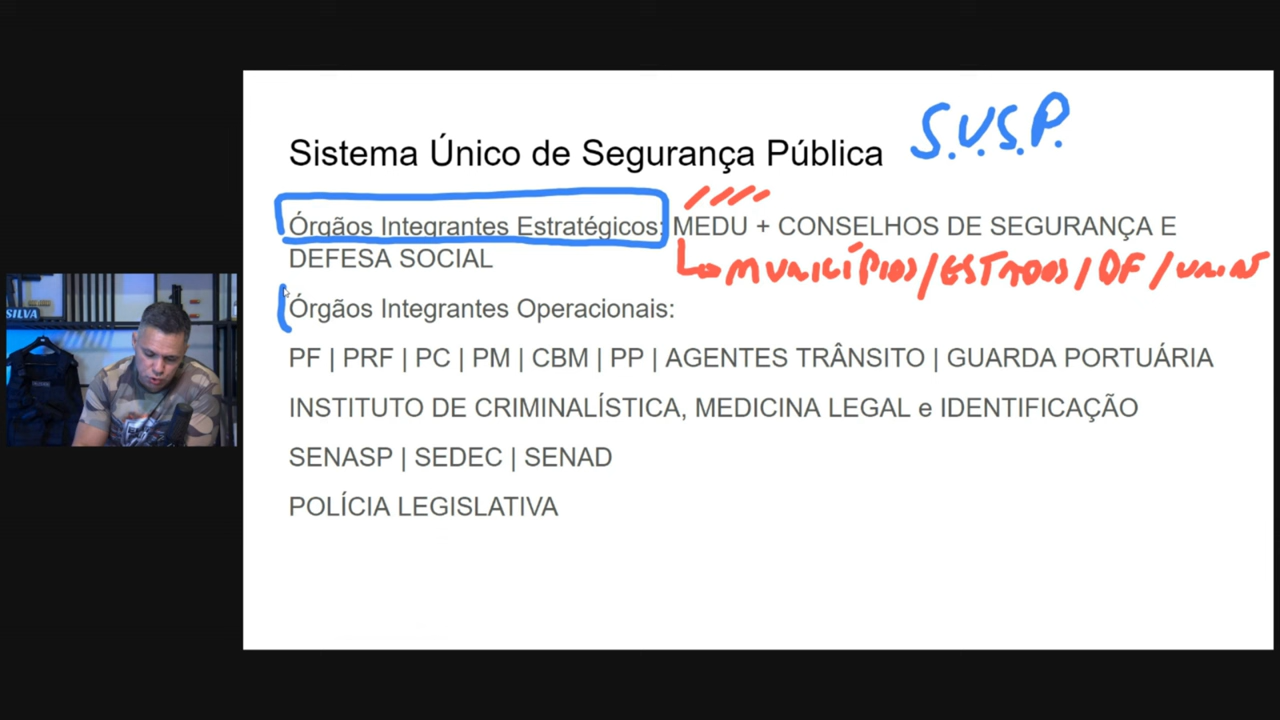 S.U.S.P.
Sistema Único de Segurança Pública
Órgãos Integrantes Estratégicos: MEDU + CONSELHOS DE SEGURANÇA E
DEFESA SOCIAL
MUNICÍPIOS/ESTADOS/DF/UNIÃO
Órgãos Integrantes Operacionais:
PF | PRF | PC | PM | CBM | PP | AGENTES TRÂNSITO | GUARDA PORTUÁRIA
INSTITUTO DE CRIMINALÍSTICA, MEDICINA LEGAL e IDENTIFICAÇÃO
SENASP | SEDEC | SENAD
POLÍCIA LEGISLATIVA
SILVA